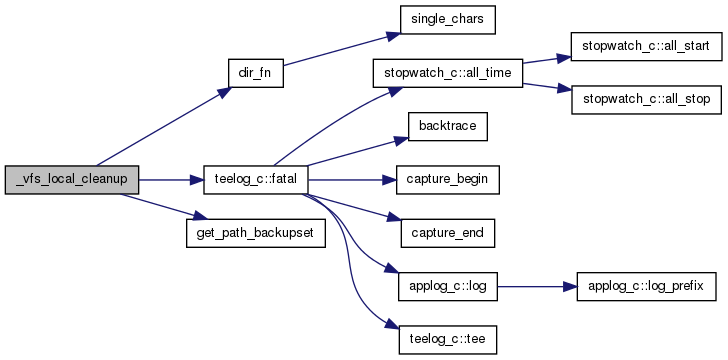 _vfs_local_cleanup
dir_fn
single_chars
teelog_c::fatal
stopwatch_c::all_time
stopwatch_c::all_start
stopwatch_c::all_stop
backtrace
capture_begin
capture_end
applog_c::log
applog_c::log_prefix
teelog_c::tee
get_path_backupset